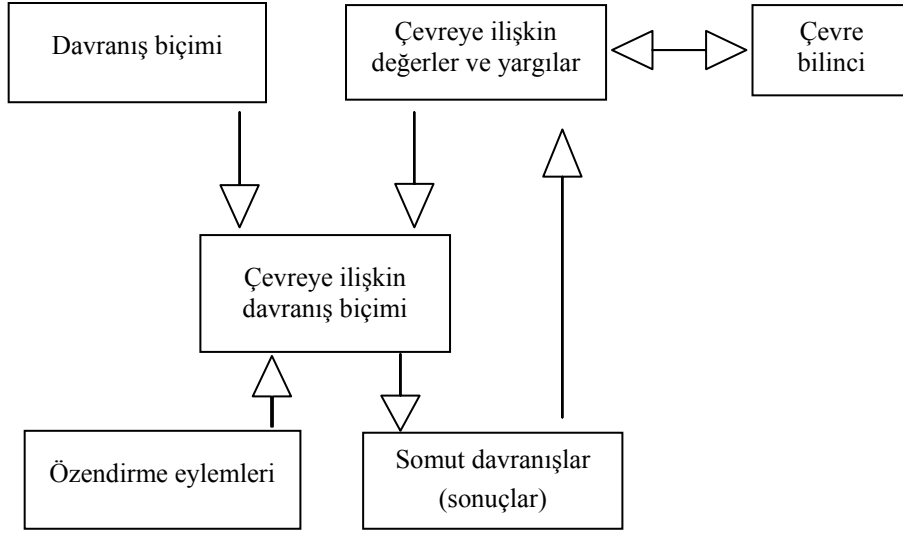 Davranış biçimi
Çevreye ilişkin
değerler ve yargılar
Çevre
bilinci
Çevreye ilişkin
davranış biçimi
Özendirme eylemleri
Somut davranışlar
(sonuçlar)